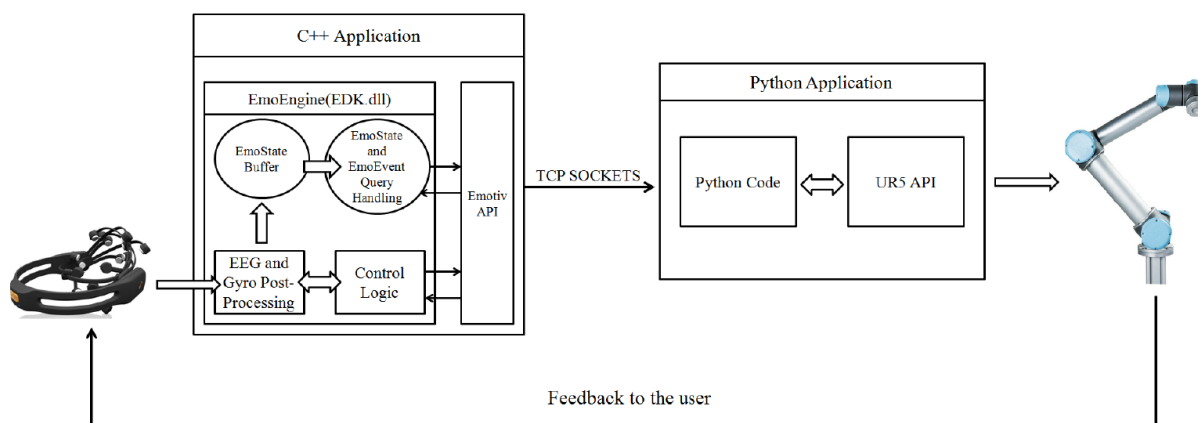 C++ Application
EmoEngine(EDK.dll)
EmoState
Buffer
EmoState
and
EmoEvent
Query
Handling
EEG and
Gyro Post-
Processing
Control
Logic
Emotiv
API
TCP SOCKETS
Python Application
Python Code
UR5 API
Feedback to the user